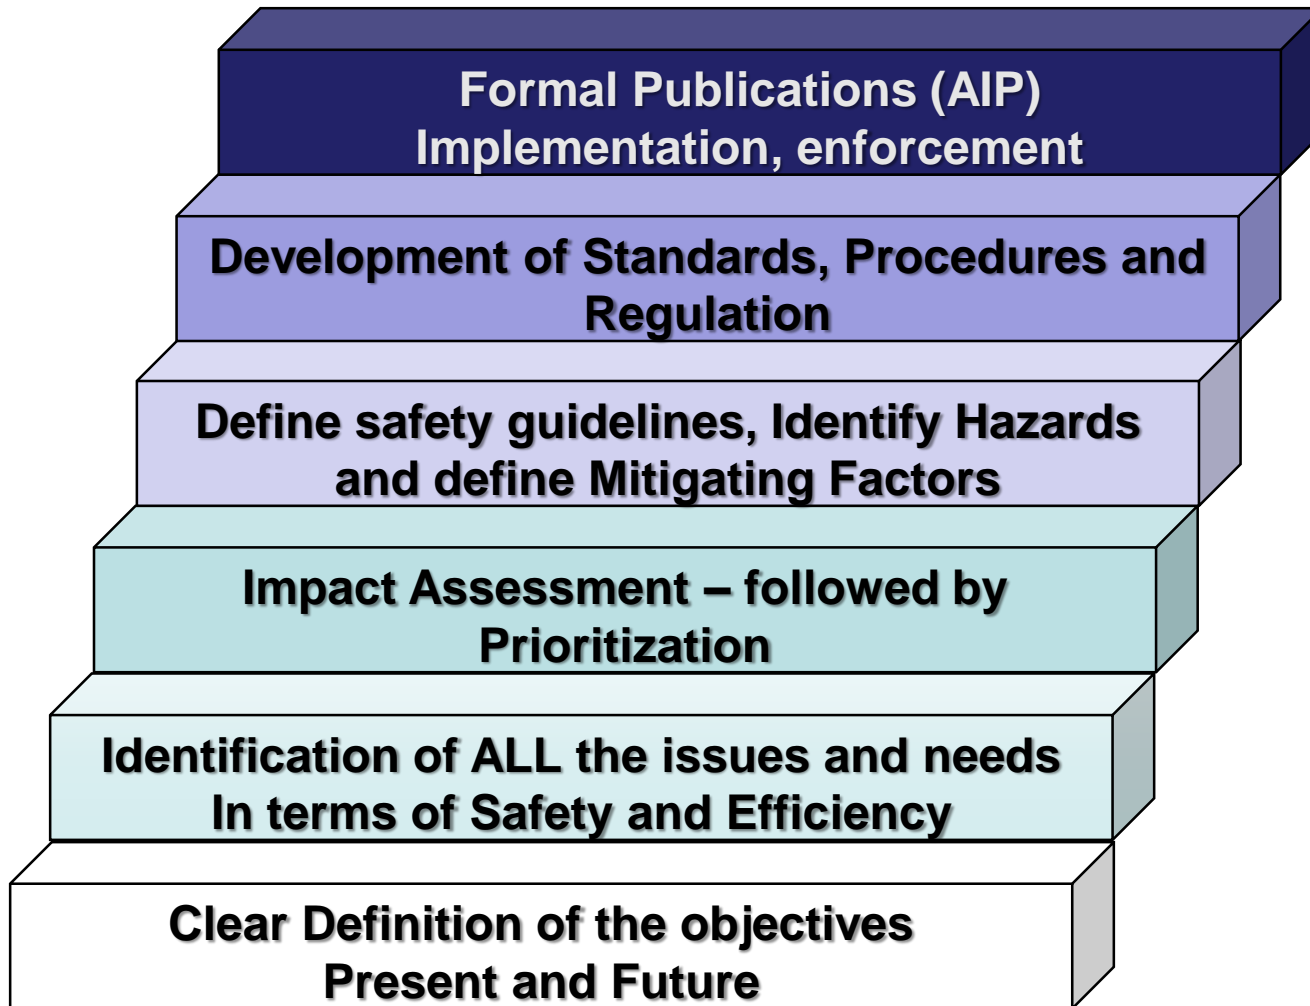 Formal Publications (AIP)
Implementation, enforcement
Development of Standards, Procedures and
Regulation
Define safety guidelines, Identify Hazards
and define Mitigating Factors
Impact Assessment – followed by
Prioritization
Identification of ALL the issues and needs
In terms of Safety and Efficiency
Clear Definition of the objectives
Present and Future